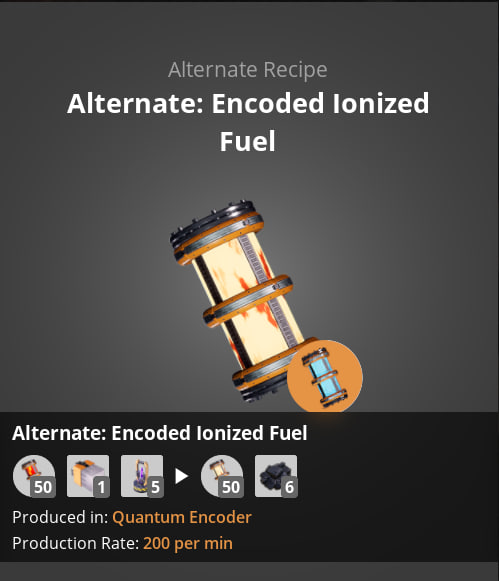 Alternate Recipe
Alternate: Encoded Ionized
Fuel
Alternate: Encoded Ionized Fuel
50 1 5 50 6
Produced in: Quantum Encoder
Production Rate: 200 per min